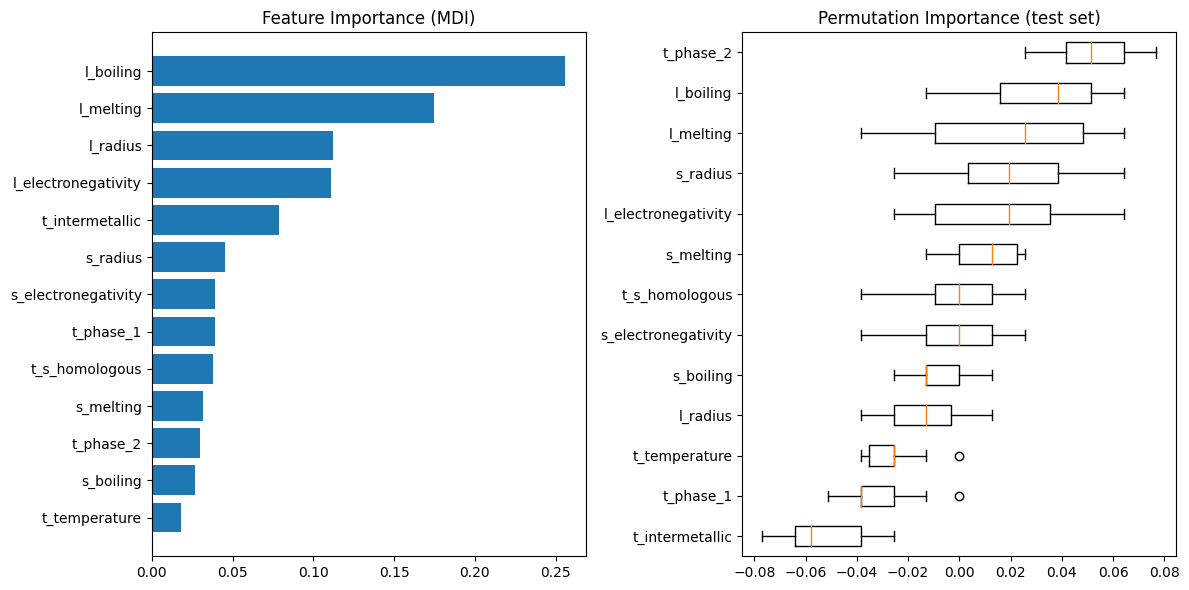 Feature Importance (MDI)
l_boiling
l_melting
l_radius
l_electronegativity
t_intermetallic
s_radius
s_electronegativity
t_phase_1
t_s_homologous
s_melting
t_phase_2
s_boiling
t_temperature
0.00 0.05 0.10 0.15 0.20 0.25
Permutation Importance (test set)
t_phase_2
l_boiling
l_melting
s_radius
l_electronegativity
s_melting
t_s_homologous
s_electronegativity
s_boiling
l_radius
t_temperature
t_phase_1
t_intermetallic
−0.08 −0.06 −0.04 −0.02 0.00 0.02 0.04 0.06 0.08